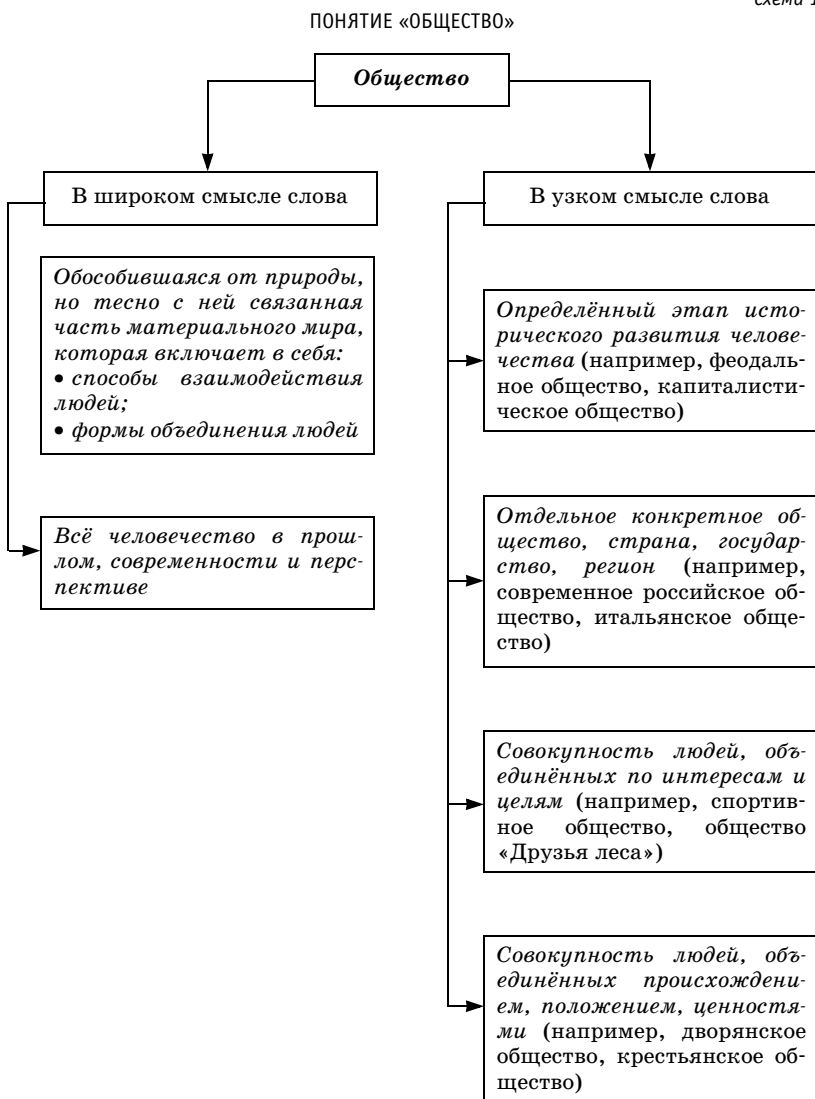 Схема 1
ПОНЯТИЕ «ОБЩЕСТВО»
Общество
В широком смысле слова
Обособившаяся от природы,
но тесно с ней связанная
часть материального мира,
которая включает в себя:
• способы взаимодействия
людей;
• формы объединения людей
Всё человечество в прош-
лом, современности и перс-
пективе
В узком смысле слова
Определённый этап исто-
рического развития челове-
чества (например, феодаль-
ное общество, капиталисти-
ческое общество)
Отдельное конкретное об-
щество, страна, государ-
ство, регион (например,
современное российское об-
щество, итальянское обще-
ство)
Совокупность людей, объ-
единённых по интересам и
целям (например, спортив-
ное общество, общество
«Друзья леса»)
Совокупность людей, объ-
единённых происхождени-
ем, положением, ценностя-
ми (например, дворянское
общество, крестьянское об-
щество)